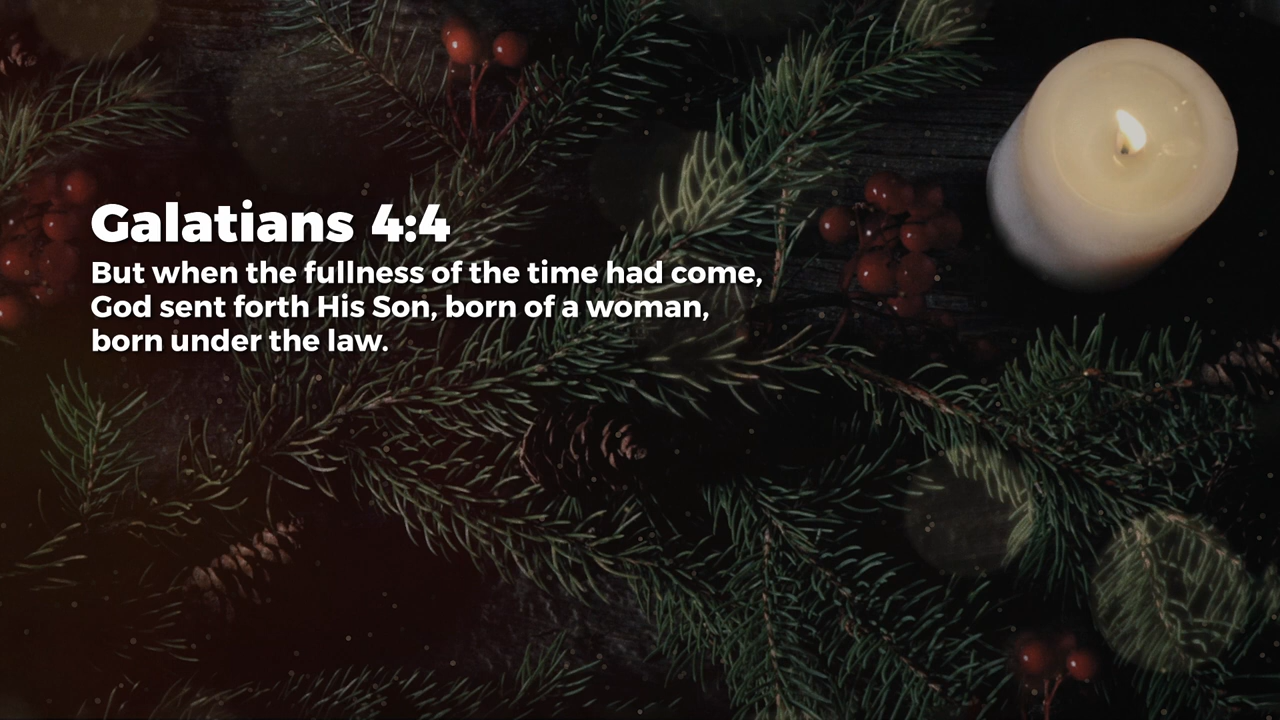 Galatians 4:4
But when the fullness of the time had come,
God sent forth His Son, born of a woman,
born under the law.